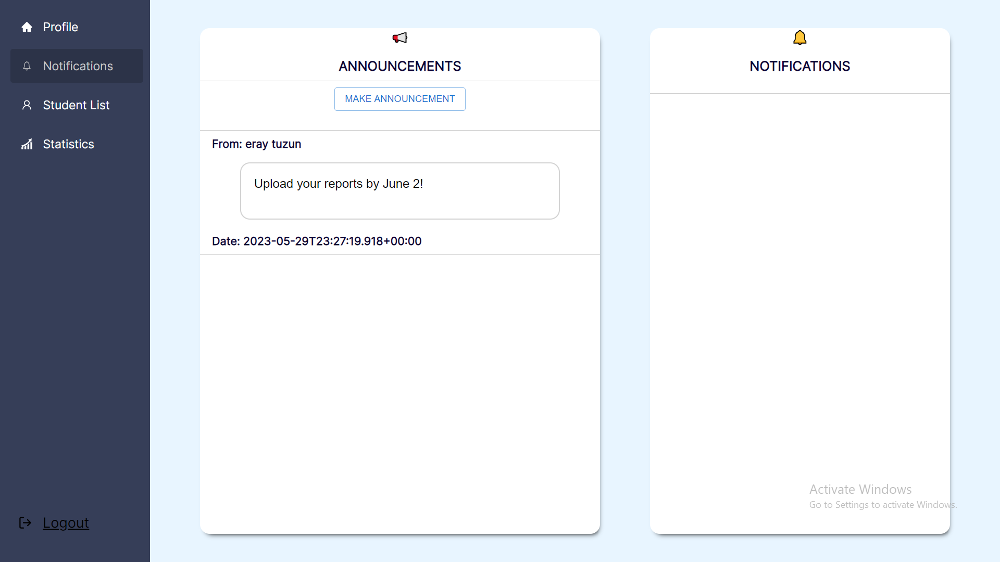 Profile
Notifications
Student List
Statistics
Logout
ANNOUNCEMENTS
MAKE ANNOUNCEMENT
From: eray tuzun
Upload your reports by June 2!
Date: 2023-05-29T23:27:19.918+00:00
NOTIFICATIONS
Activate Windows
Go to Settings to activate Windows.